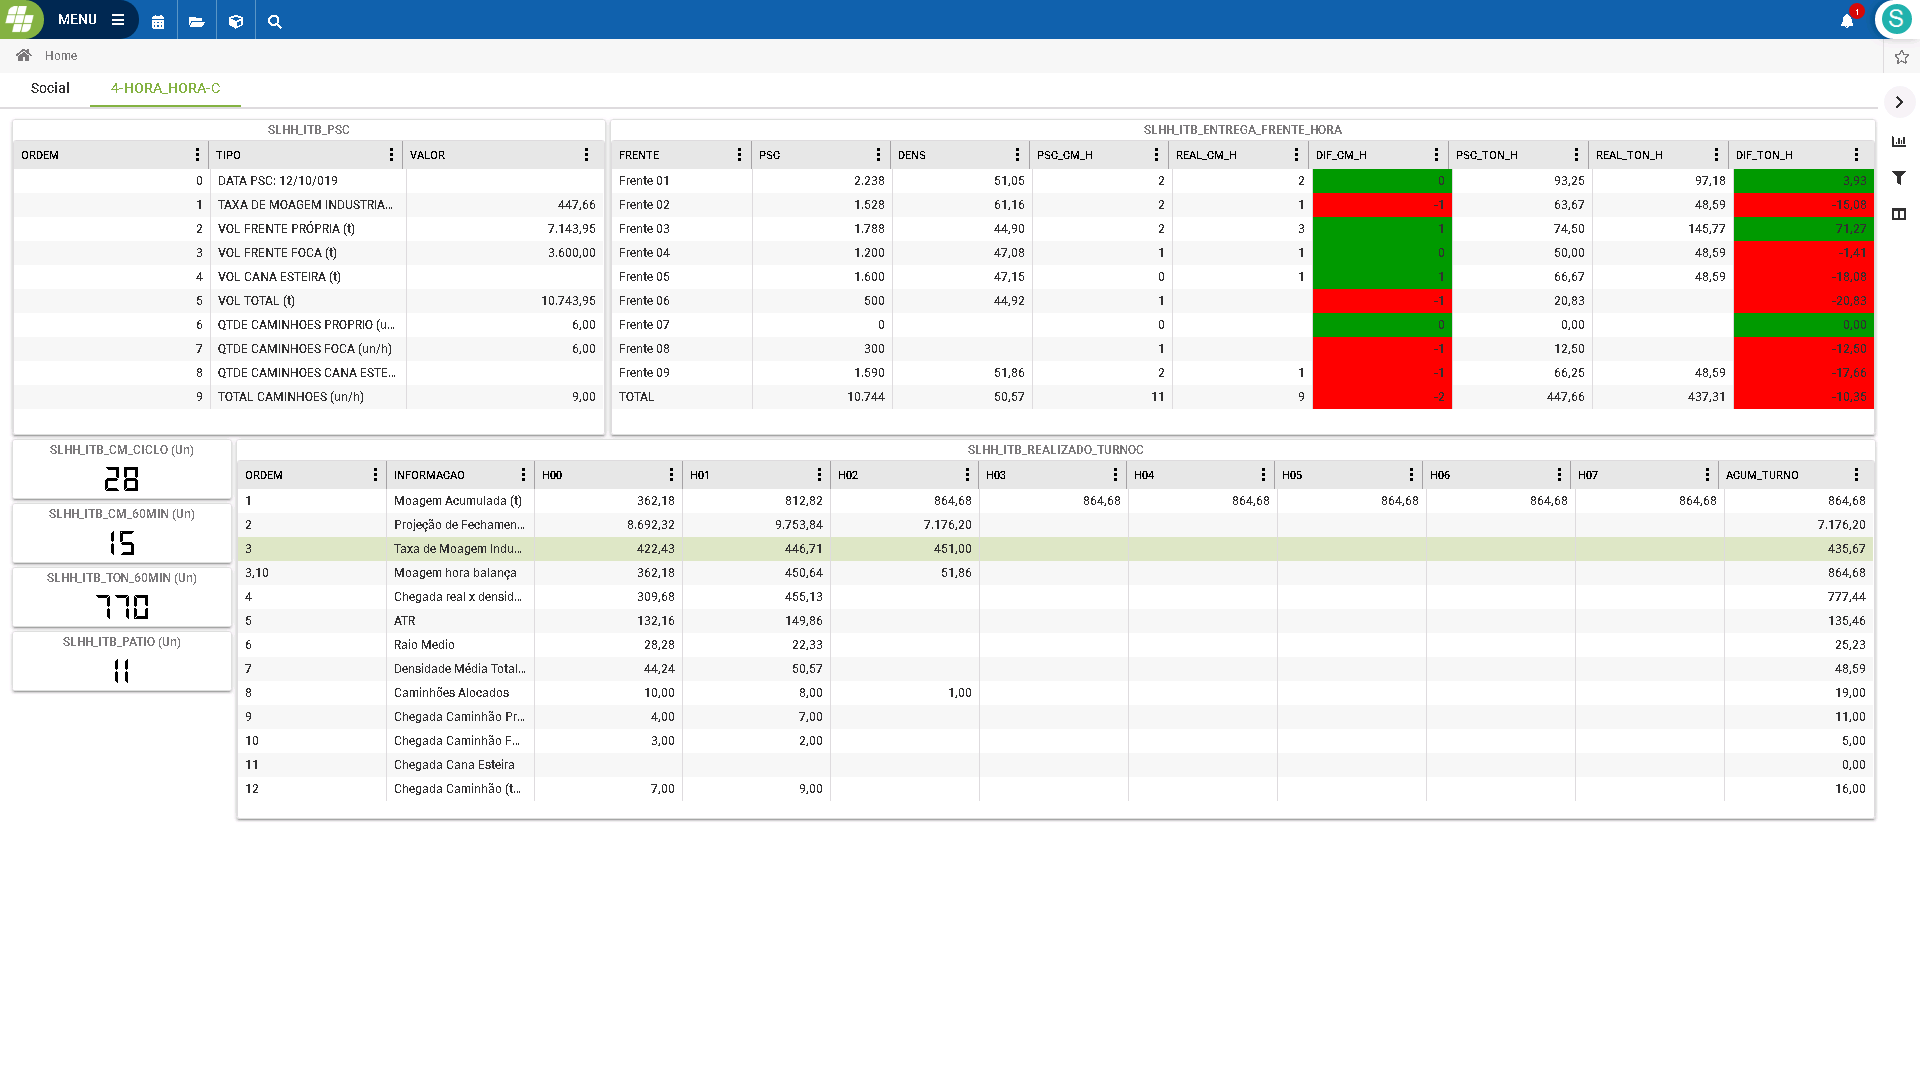 MENU
1
S
Home
Social 4-HORA_HORA-C
SLHH_ITB_PSC
ORDEM TIPO VALOR
0 DATA PSC: 12/10/019
1 TAXA DE MOAGEM INDUSTRIA... 447,66
2 VOL FRENTE PRÓPRIA (t) 7.143,95
3 VOL FRENTE FOCA (t) 3.600,00
4 VOL CANA ESTEIRA (t)
5 VOL TOTAL (t) 10.743,95
6 QTDE CAMINHOES PROPRIO (u... 6,00
7 QTDE CAMINHOES FOCA (un/h) 6,00
8 QTDE CAMINHOES CANA ESTE...
9 TOTAL CAMINHOES (un/h) 9,00
SLHH_ITB_ENTREGA_FRENTE_HORA
FRENTE PSC DENS PSC_CM_H REAL_CM_H DIF_CM_H PSC_TON_H REAL_TON_H DIF_TON_H
Frente 01 2.238 51,05 2 2 0 93,25 97,18 3,93
Frente 02 1.528 61,16 2 1 -1 63,67 48,59 -15,08
Frente 03 1.788 44,90 2 3 1 74,50 145,77 71,27
Frente 04 1.200 47,08 1 1 0 50,00 48,59 -1,41
Frente 05 1.600 47,15 0 1 1 66,67 48,59 -18,08
Frente 06 500 44,92 1 -1 20,83 -20,83
Frente 07 0 0 0 0,00 0,00
Frente 08 300 1 -1 12,50 -12,50
Frente 09 1.590 51,86 2 1 -1 66,25 48,59 -17,66
TOTAL 10.744 50,57 11 9 -2 447,66 437,31 -10,35
SLHH_ITB_CM_CICLO (Un)
28
SLHH_ITB_CM_60MIN (Un)
15
SLHH_ITB_TON_60MIN (Un)
770
SLHH_ITB_PATIO (Un)
11
SLHH_ITB_REALIZADO_TURNOC
ORDEM INFORMACAO H00 H01 H02 H03 H04 H05 H06 H07 ACUM_TURNO
1 Moagem Acumulada (t) 362,18 812,82 864,68 864,68 864,68 864,68 864,68 864,68 864,68
2 Projeção de Fechamen... 8.692,32 9.753,84 7.176,20 7.176,20
3 Taxa de Moagem Indu... 422,43 446,71 451,00 435,67
3,10 Moagem hora balança 362,18 450,64 51,86 864,68
4 Chegada real x densid... 309,68 455,13 777,44
5 ATR 132,16 149,86 135,46
6 Raio Medio 28,28 22,33 25,23
7 Densidade Média Total... 44,24 50,57 48,59
8 Caminhões Alocados 10,00 8,00 1,00 19,00
9 Chegada Caminhão Pr... 4,00 7,00 11,00
10 Chegada Caminhão F... 3,00 2,00 5,00
11 Chegada Cana Esteira 0,00
12 Chegada Caminhão (t... 7,00 9,00 16,00